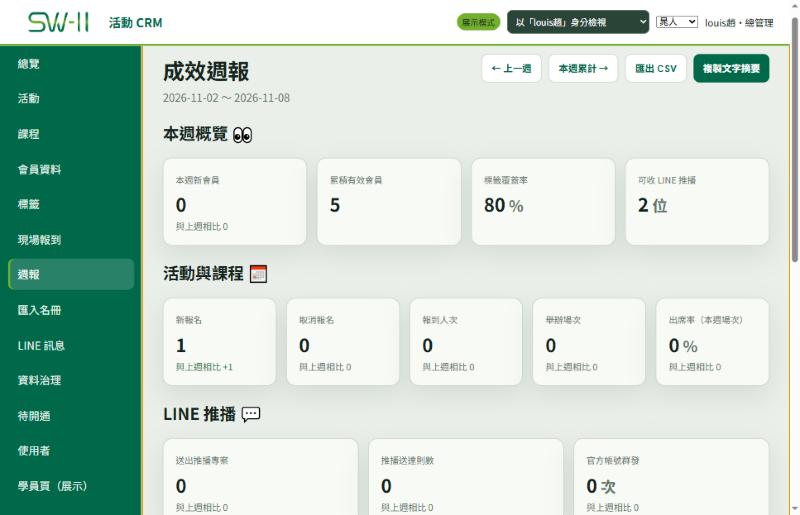 SW-II 活動 CRM
展示模式
以「louis趙」身分檢視
晁人
louis趙・總管理
總覽
活動
課程
會員資料
標籤
現場報到
週報
匯入名冊
LINE 訊息
資料治理
待開通
使用者
學員頁（展示）
成效週報
2026-11-02 ～ 2026-11-08
← 上一週
本週累計 →
匯出 CSV
複製文字摘要
本週概覽 👀
本週新會員
0
與上週相比 0
累積有效會員
5
標籤覆蓋率
80 %
可收 LINE 推播
2 位
活動與課程 📅
新報名
1
與上週相比 +1
取消報名
0
與上週相比 0
報到人次
0
與上週相比 0
舉辦場次
0
與上週相比 0
出席率（本週場次）
0 %
與上週相比 0
LINE 推播 💬
送出推播專案
0
與上週相比 0
推播送達則數
0
與上週相比 0
官方帳號群發
0 次
與上週相比 0